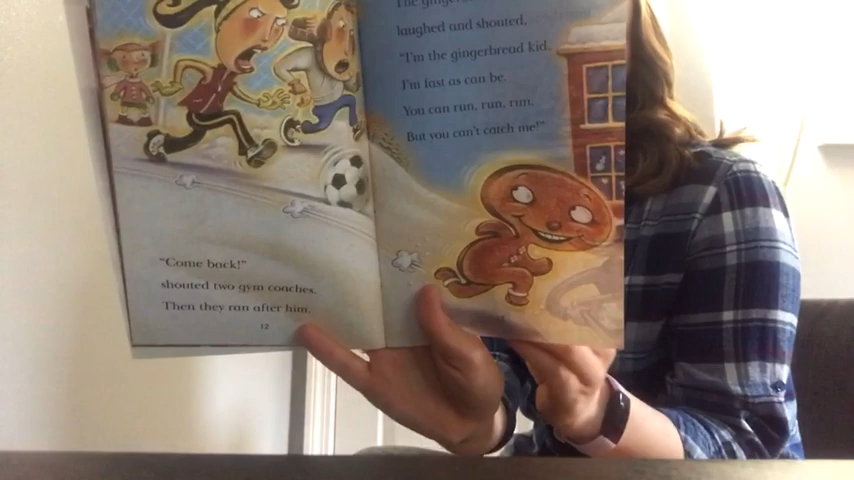 "Come back!"
shouted two gym coaches.
Then they ran after him.
12
The
laughed and shouted,
"I'm the gingerbread kid.
I'm fast as can be.
You can run, run, run.
But you can't catch me!"